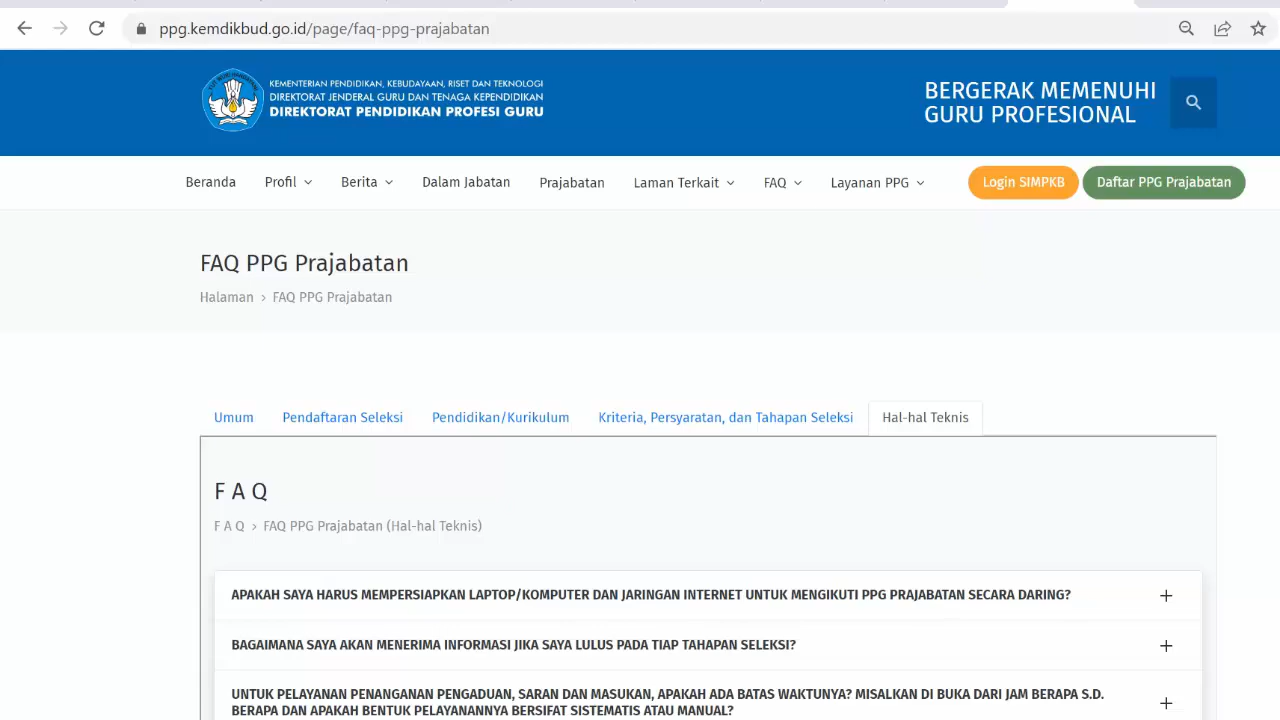 ppg.kemdikbud.go.id/page/faq-ppg-prajabatan
KEMENTERIAN PENDIDIKAN, KEBUDAYAAN, RISET DAN TEKNOLOGI
DIREKTORAT JENDERAL GURU DAN TENAGA KEPENDIDIKAN
DIREKTORAT PENDIDIKAN PROFESI GURU
BERGERAK MEMENUHI
GURU PROFESIONAL
Beranda Profil Berita Dalam Jabatan Prajabatan Laman Terkait FAQ Layanan PPG Login SIMPKB Daftar PPG Prajabatan
FAQ PPG Prajabatan
Halaman > FAQ PPG Prajabatan
Umum Pendaftaran Seleksi Pendidikan/Kurikulum Kriteria, Persyaratan, dan Tahapan Seleksi Hal-hal Teknis
F A Q
F A Q > FAQ PPG Prajabatan (Hal-hal Teknis)
APAKAH SAYA HARUS MEMPERSIAPKAN LAPTOP/KOMPUTER DAN JARINGAN INTERNET UNTUK MENGIKUTI PPG PRAJABATAN SECARA DARING? +
BAGAIMANA SAYA AKAN MENERIMA INFORMASI JIKA SAYA LULUS PADA TIAP TAHAPAN SELEKSI? +
UNTUK PELAYANAN PENANGANAN PENGADUAN, SARAN DAN MASUKAN, APAKAH ADA BATAS WAKTUNYA? MISALKAN DI BUKA DARI JAM BERAPA S.D. +
BERAPA DAN APAKAH BENTUK PELAYANANNYA BERSIFAT SISTEMATIS ATAU MANUAL?